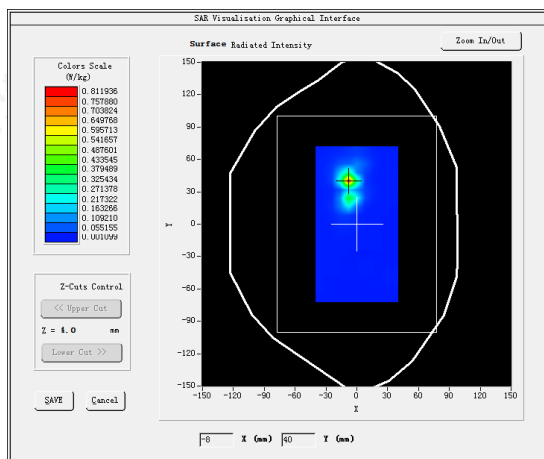 SAR Visualisation Graphical Interface
Surface Radiated Intensity
Zoom In/Out
Colors Scale
(W/kg)
0.811936
0.757880
0.703824
0.649768
0.595713
0.541657
0.487601
0.433545
0.379489
0.325434
0.271378
0.217322
0.163266
0.109210
0.055155
0.001099
Z-Cuts Control
<< Upper Cut
Z = mm
Lower Cut >>
SAVE
Cancel
150
120
90
60
30
0
-30
-60
-90
-120
-150
Y
-150 -120 -90 -60 -30 0 30 60 90 120 150
X
-8 X (mm) 40 Y (mm)